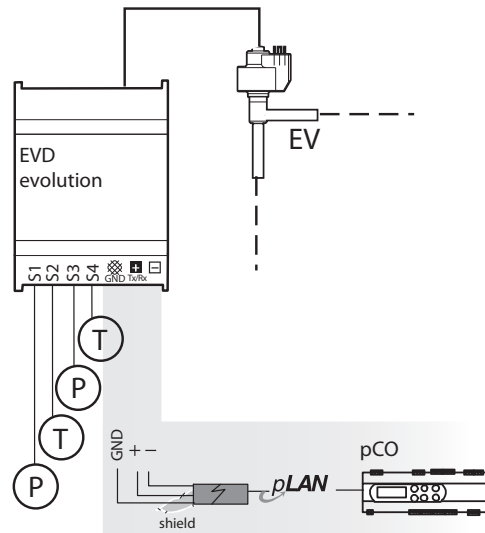 EV
EVD
evolution
S1
S2
S3
S4
GND
Tx/Rx
T
P
T
P
GND
+
−
pCO
pLAN
shield